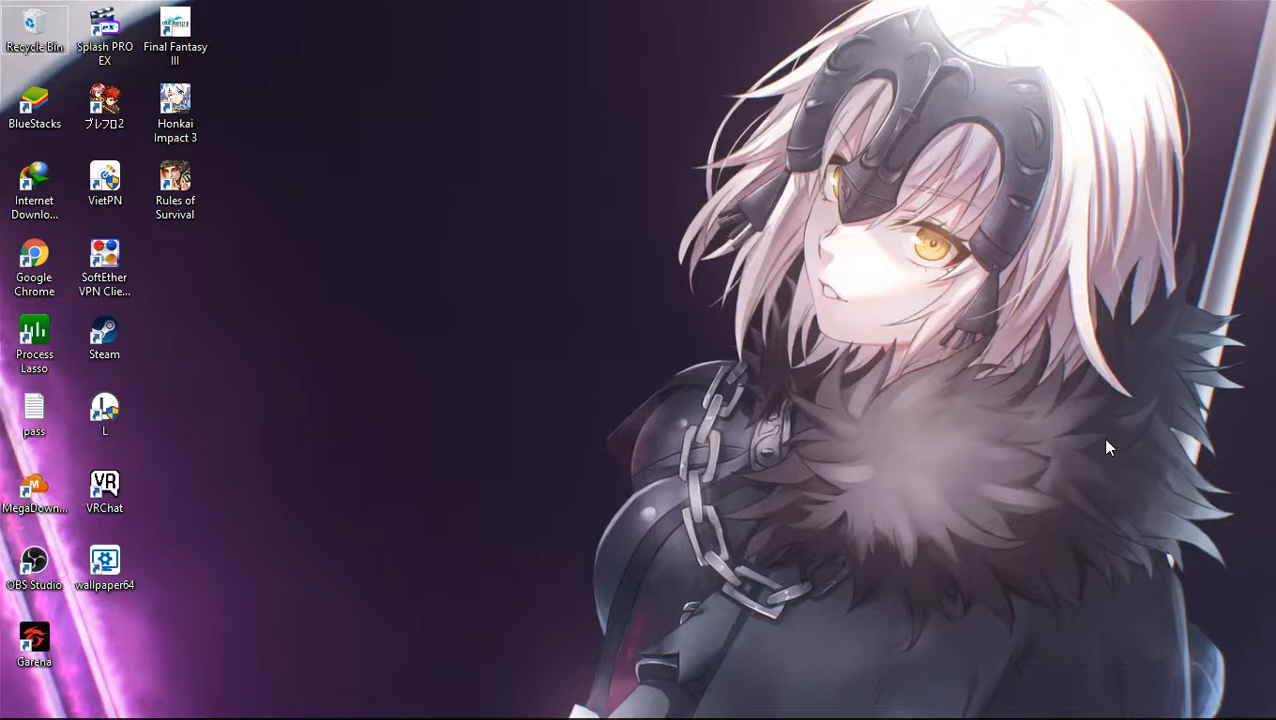 Recycle Bin
Splash PRO
EX
Final Fantasy
III
BlueStacks
ブレフロ2
Honkai
Impact 3
Internet
Downlo...
VietPN
Rules of
Survival
Google
Chrome
SoftEther
VPN Clie...
Process
Lasso
Steam
pass
L
MegaDown...
VR
VRChat
OBS Studio
wallpaper64
Garena